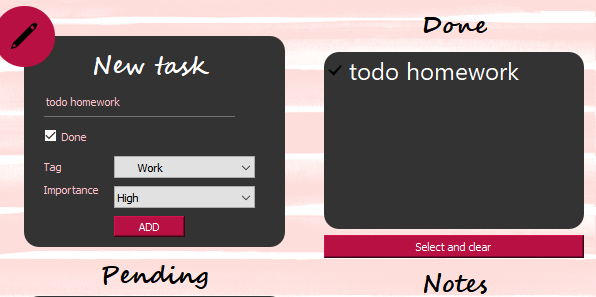 New task
todo homework
Done
Tag
Work
Importance
High
ADD
Pending
Done
todo homework
Select and clear
Notes